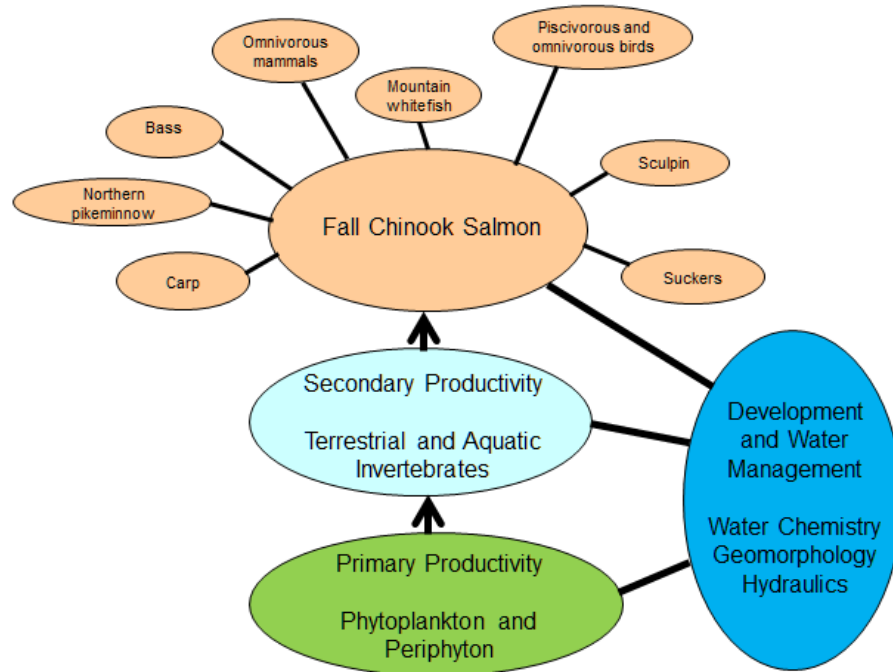 Piscivorous and
omnivorous birds
Omnivorous
mammals
Mountain
whitefish
Bass
Sculpin
Northern
pikeminnow
Fall Chinook Salmon
Carp
Suckers
Secondary Productivity
Terrestrial and Aquatic
Invertebrates
Development
and Water
Management
Water Chemistry
Geomorphology
Hydraulics
Primary Productivity
Phytoplankton and
Periphyton